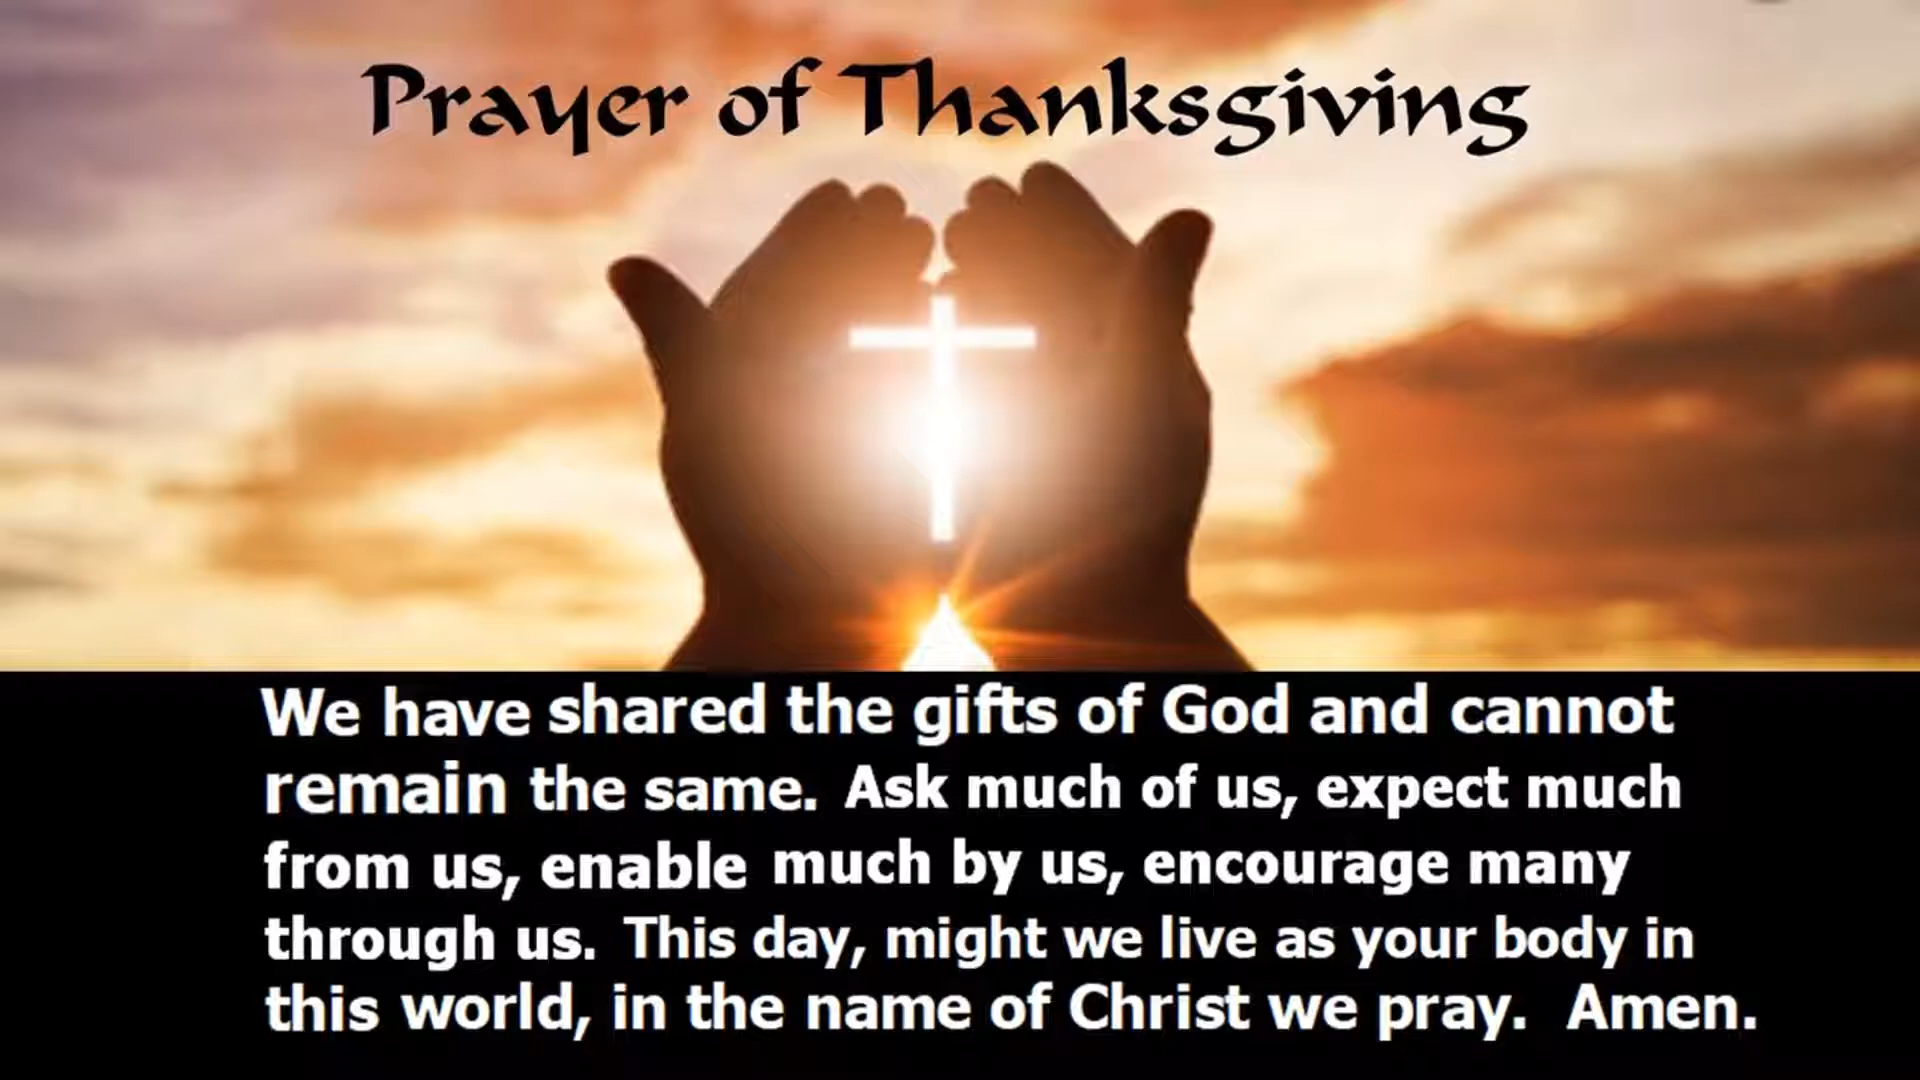 Prayer of Thanksgiving
We have shared the gifts of God and cannot
remain the same. Ask much of us, expect much
from us, enable much by us, encourage many
through us. This day, might we live as your body in
this world, in the name of Christ we pray. Amen.